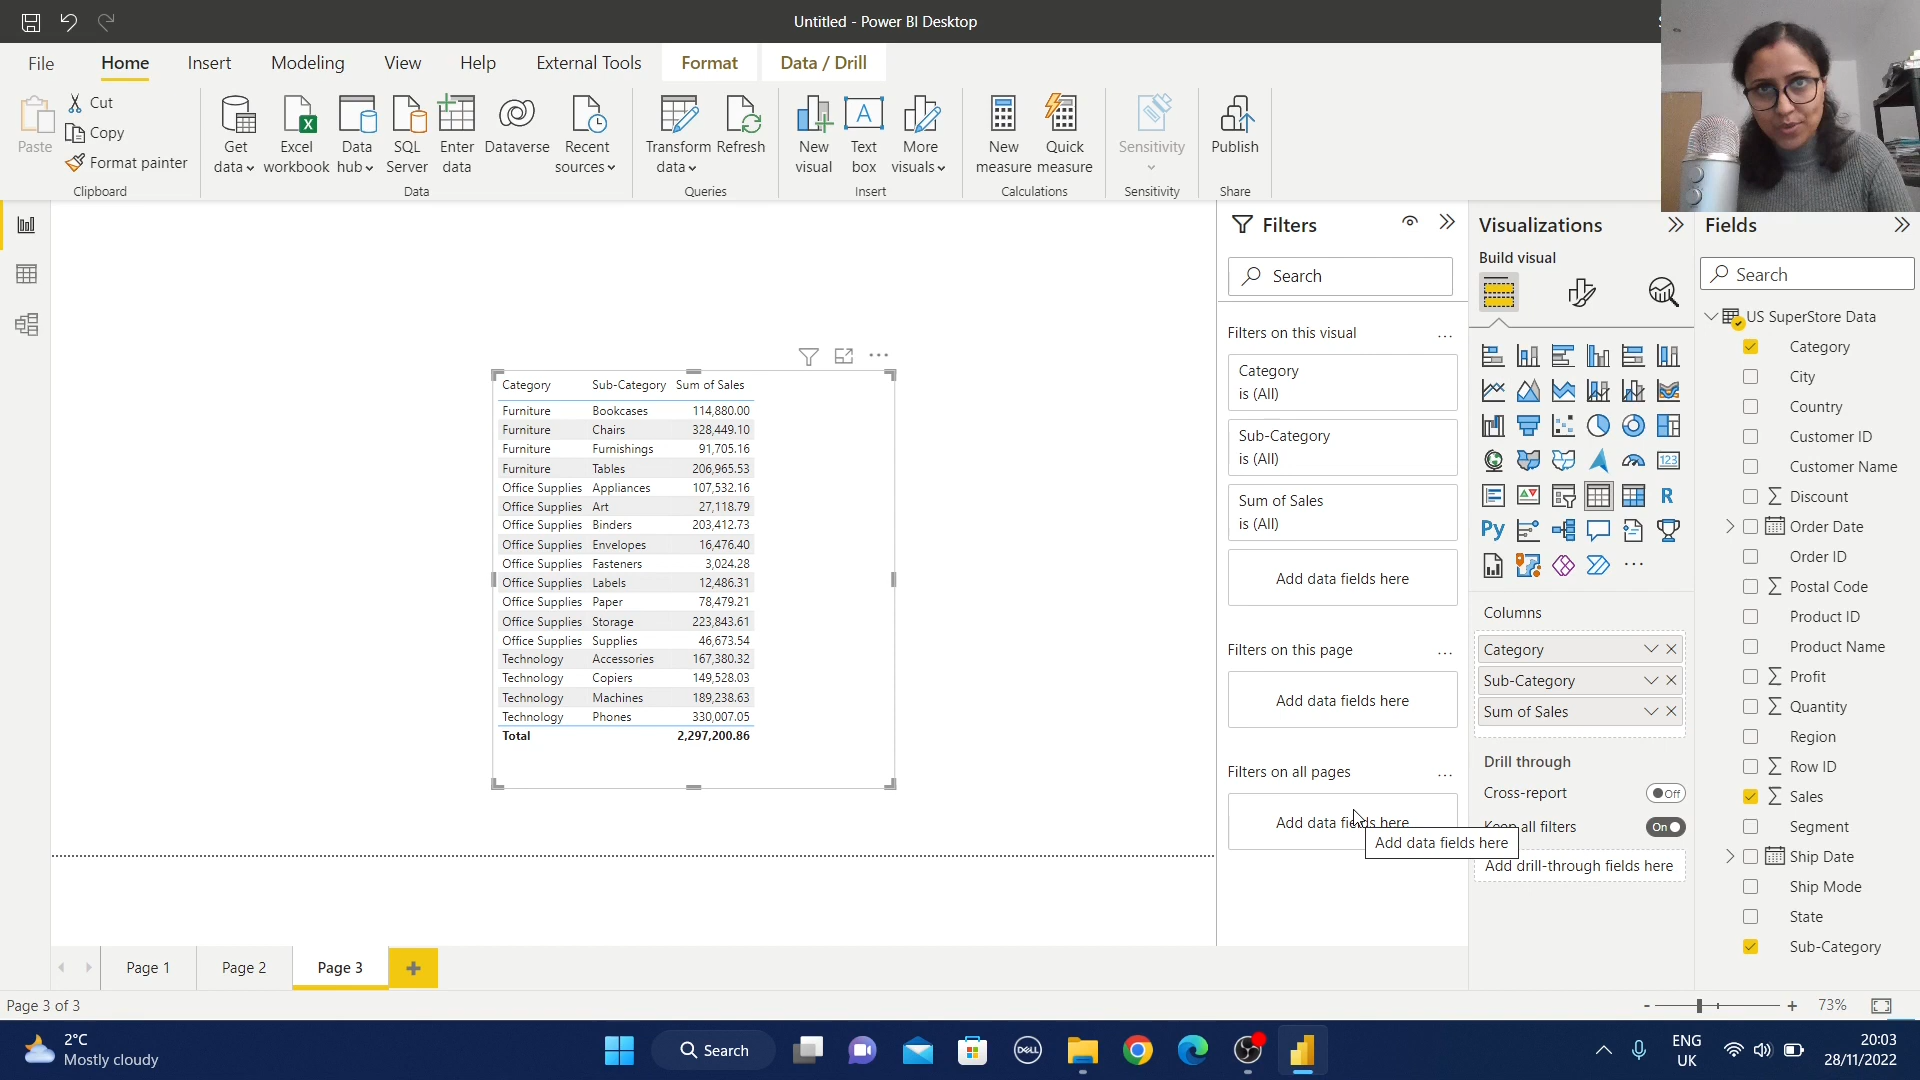 Untitled - Power BI Desktop
File Home Insert Modeling View Help External Tools Format Data / Drill
Paste
Cut
Copy
Format painter
Clipboard
Get data
Excel workbook
Data hub
SQL Server
Enter data
Dataverse
Recent sources
Data
Transform data
Refresh
Queries
New visual
A
Text box
More visuals
Insert
New measure
Quick measure
Calculations
Sensitivity
Sensitivity
Publish
Share
Category Sub-Category Sum of Sales
Furniture Bookcases 114,880.00
Furniture Chairs 328,449.10
Furniture Furnishings 91,705.16
Furniture Tables 206,965.53
Office Supplies Appliances 107,532.16
Office Supplies Art 27,118.79
Office Supplies Binders 203,412.73
Office Supplies Envelopes 16,476.40
Office Supplies Fasteners 3,024.28
Office Supplies Labels 12,486.31
Office Supplies Paper 78,479.21
Office Supplies Storage 223,843.61
Office Supplies Supplies 46,673.54
Technology Accessories 167,380.32
Technology Copiers 149,528.03
Technology Machines 189,238.63
Technology Phones 330,007.05
Total 2,297,200.86
Filters
Search
Filters on this visual ...
Category
is (All)
Sub-Category
is (All)
Sum of Sales
is (All)
Add data fields here
Filters on this page ...
Add data fields here
Filters on all pages ...
Add data fields here
Add data fields here
Visualizations
Build visual
123
R
Py
...
Columns
Category
Sub-Category
Sum of Sales
Drill through
Cross-report Off
Keep all filters On
Add drill-through fields here
Fields
Search
US SuperStore Data
Category
City
Country
Customer ID
Customer Name
Σ Discount
Order Date
Order ID
Σ Postal Code
Product ID
Product Name
Σ Profit
Σ Quantity
Region
Σ Row ID
Σ Sales
Segment
Ship Date
Ship Mode
State
Sub-Category
Page 1 Page 2 Page 3 +
Page 3 of 3
- + 73%
2°C
Mostly cloudy
Search
DELL
ENG
UK
20:03
28/11/2022